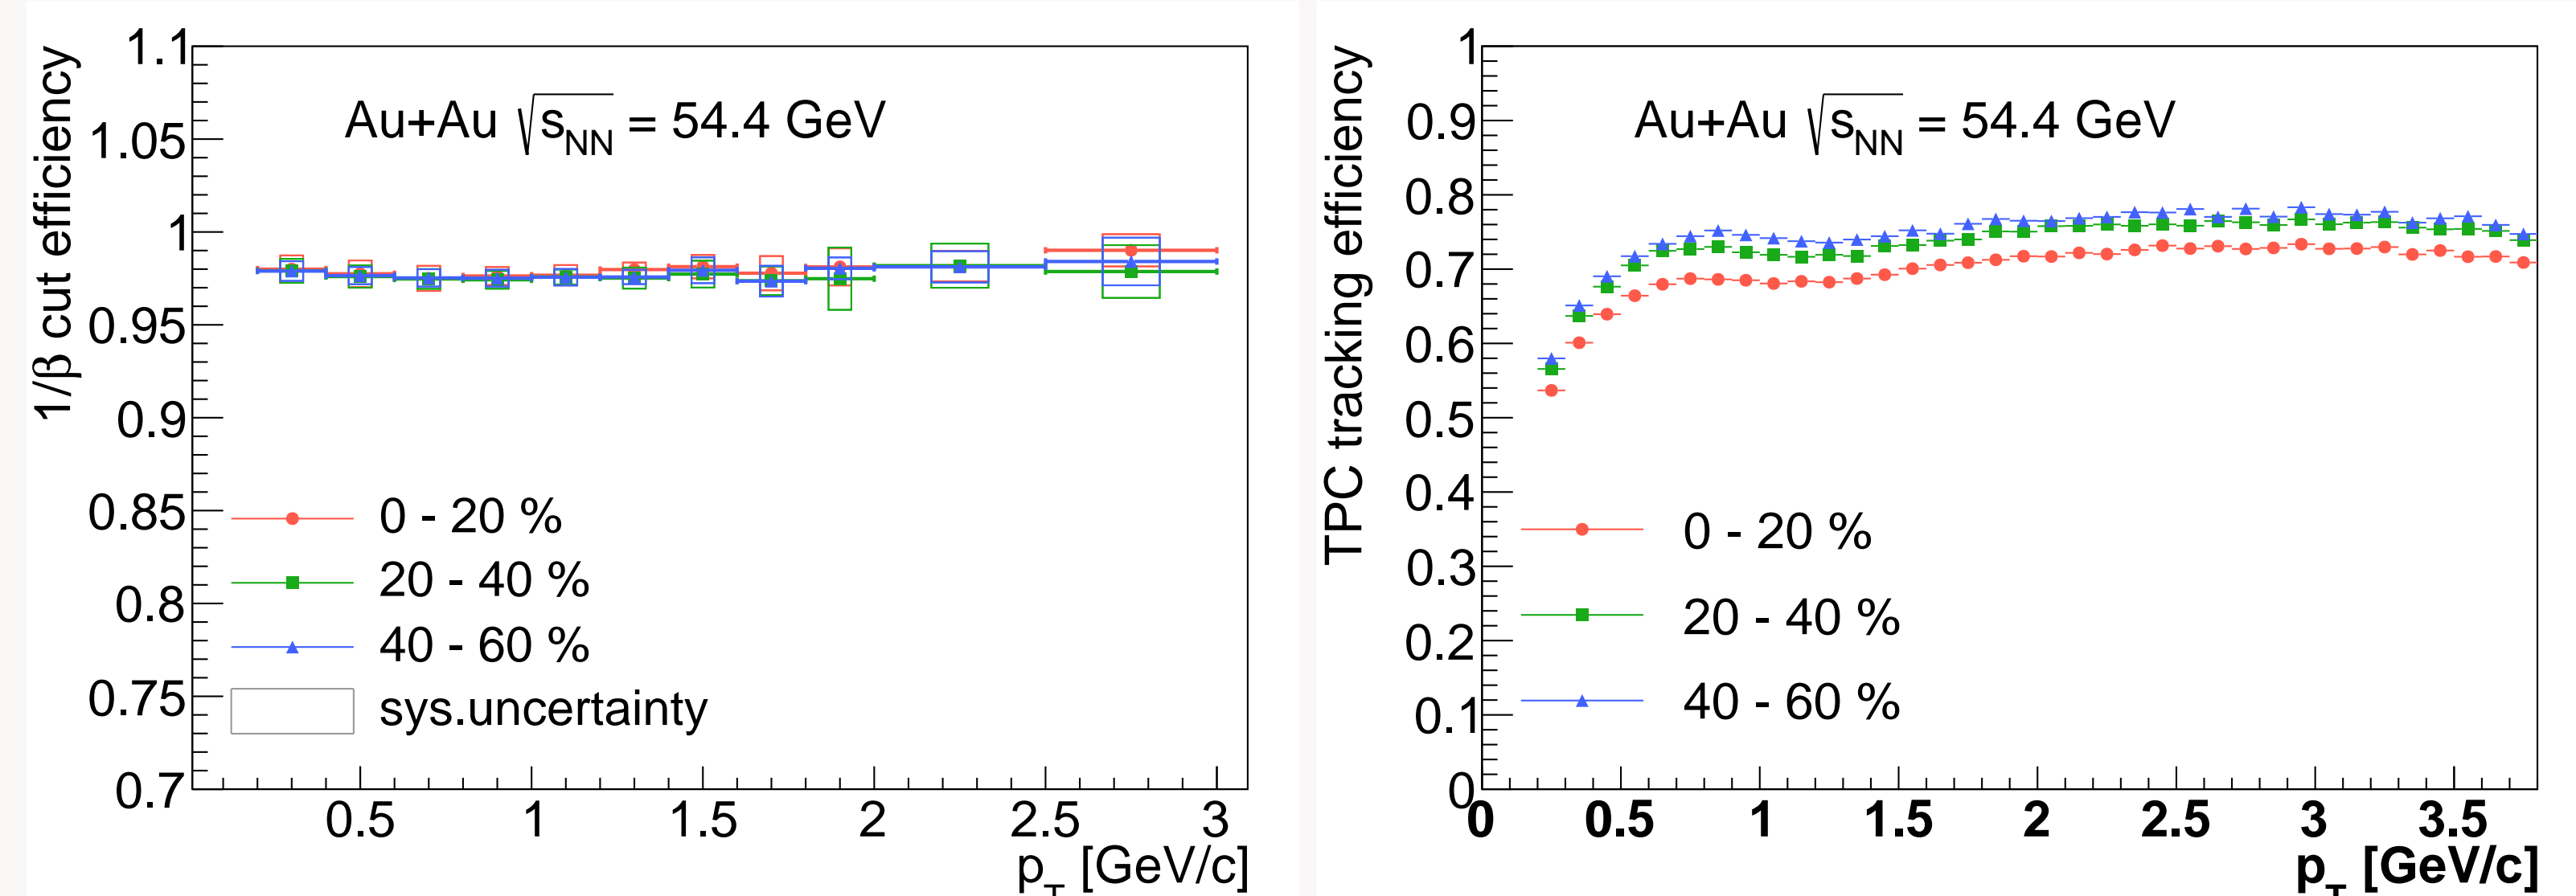 1/β cut efficiency
1.1
1.05
1
0.95
0.9
0.85
0.8
0.75
0.7
Au+Au √sNN = 54.4 GeV
0 - 20 %
20 - 40 %
40 - 60 %
sys.uncertainty
0.5 1 1.5 2 2.5 3
pT [GeV/c]
TPC tracking efficiency
1
0.9
0.8
0.7
0.6
0.5
0.4
0.3
0.2
0.1
0
Au+Au √sNN = 54.4 GeV
0 - 20 %
20 - 40 %
40 - 60 %
0 0.5 1 1.5 2 2.5 3 3.5
pT [GeV/c]